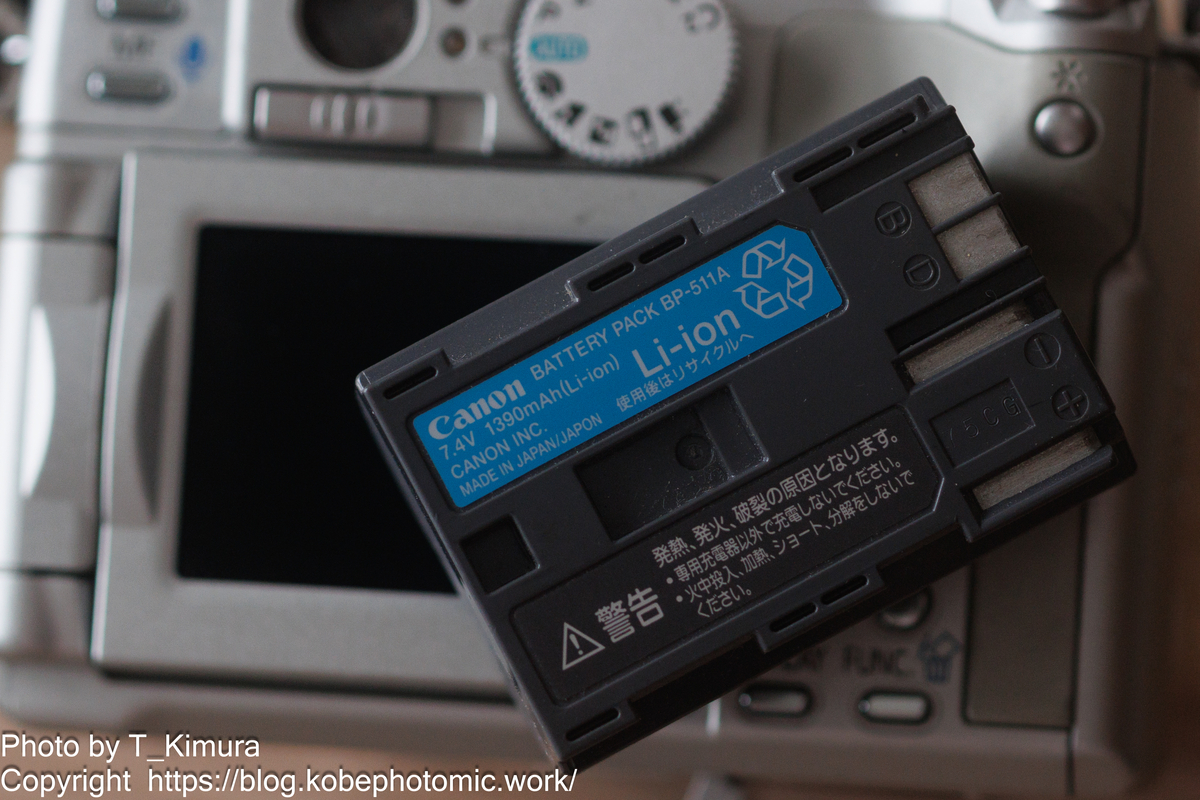 MF
AUTO
Canon BATTERY PACK BP-511A
7.4V 1390mAh(Li-ion) Li-ion
CANON INC. 使用後はリサイクルへ
MADE IN JAPAN/JAPON
B
D
発熱、発火、破裂の原因となります。
・専用充電器以外で充電しないでください。
・火中投入、加熱、ショート、分解をしないで
ください。
警告
FUNC.
Photo by T_Kimura
Copyright https://blog.kobephotomic.work/